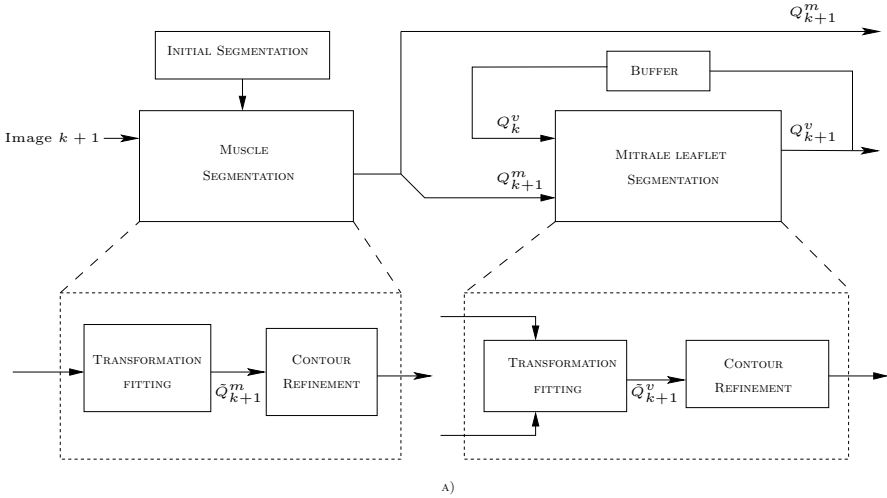 Q^m_{k+1}
INITIAL SEGMENTATION
BUFFER
Image k + 1
MUSCLE
SEGMENTATION
Q^v_k
Q^m_{k+1}
MITRALE LEAFLET
SEGMENTATION
Q^v_{k+1}
TRANSFORMATION
FITTING
Q̃^m_{k+1}
CONTOUR
REFINEMENT
TRANSFORMATION
FITTING
Q̃^v_{k+1}
CONTOUR
REFINEMENT
A)